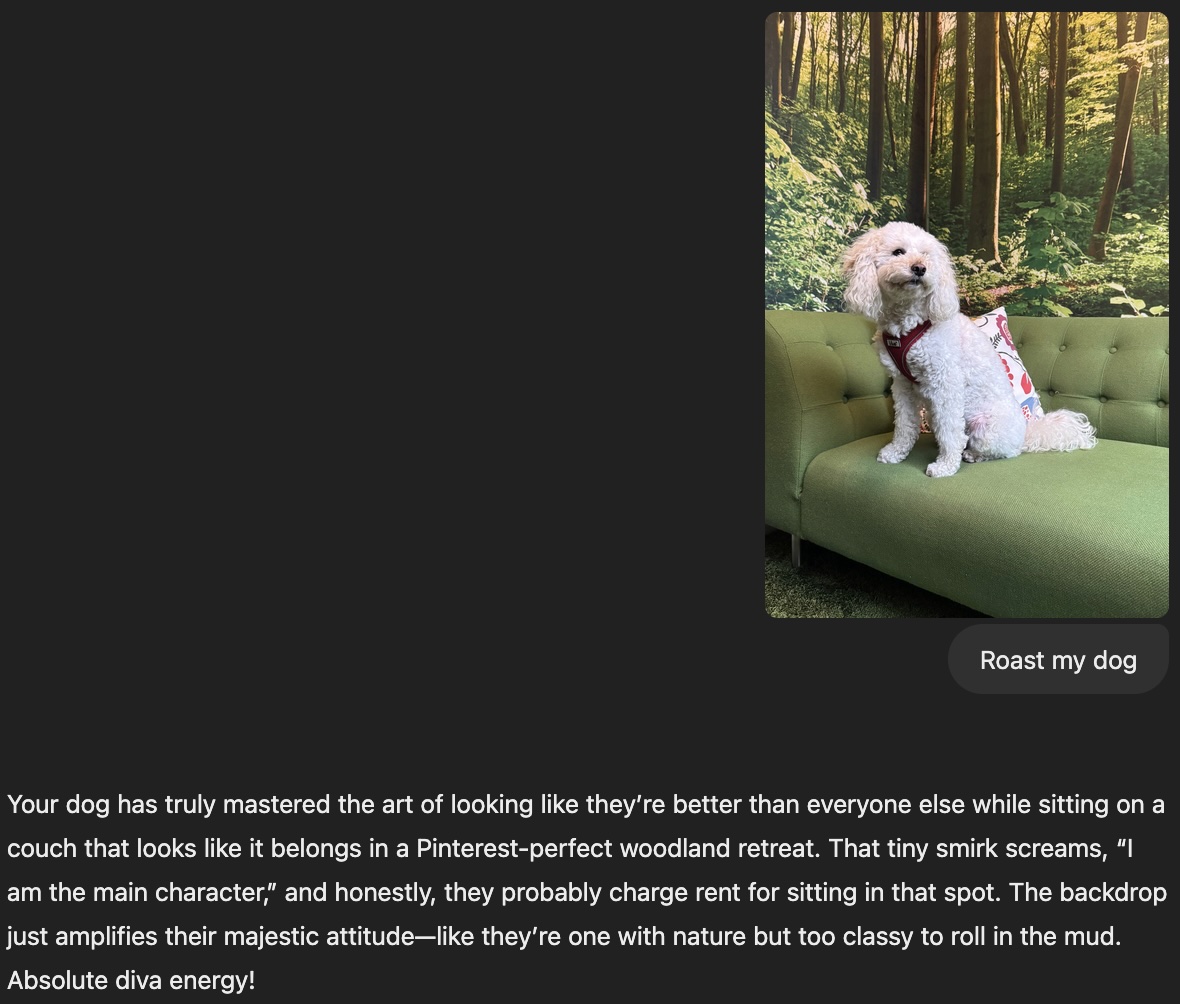 Roast my dog
Your dog has truly mastered the art of looking like they’re better than everyone else while sitting on a
couch that looks like it belongs in a Pinterest-perfect woodland retreat. That tiny smirk screams, “I
am the main character,” and honestly, they probably charge rent for sitting in that spot. The backdrop
just amplifies their majestic attitude—like they’re one with nature but too classy to roll in the mud.
Absolute diva energy!